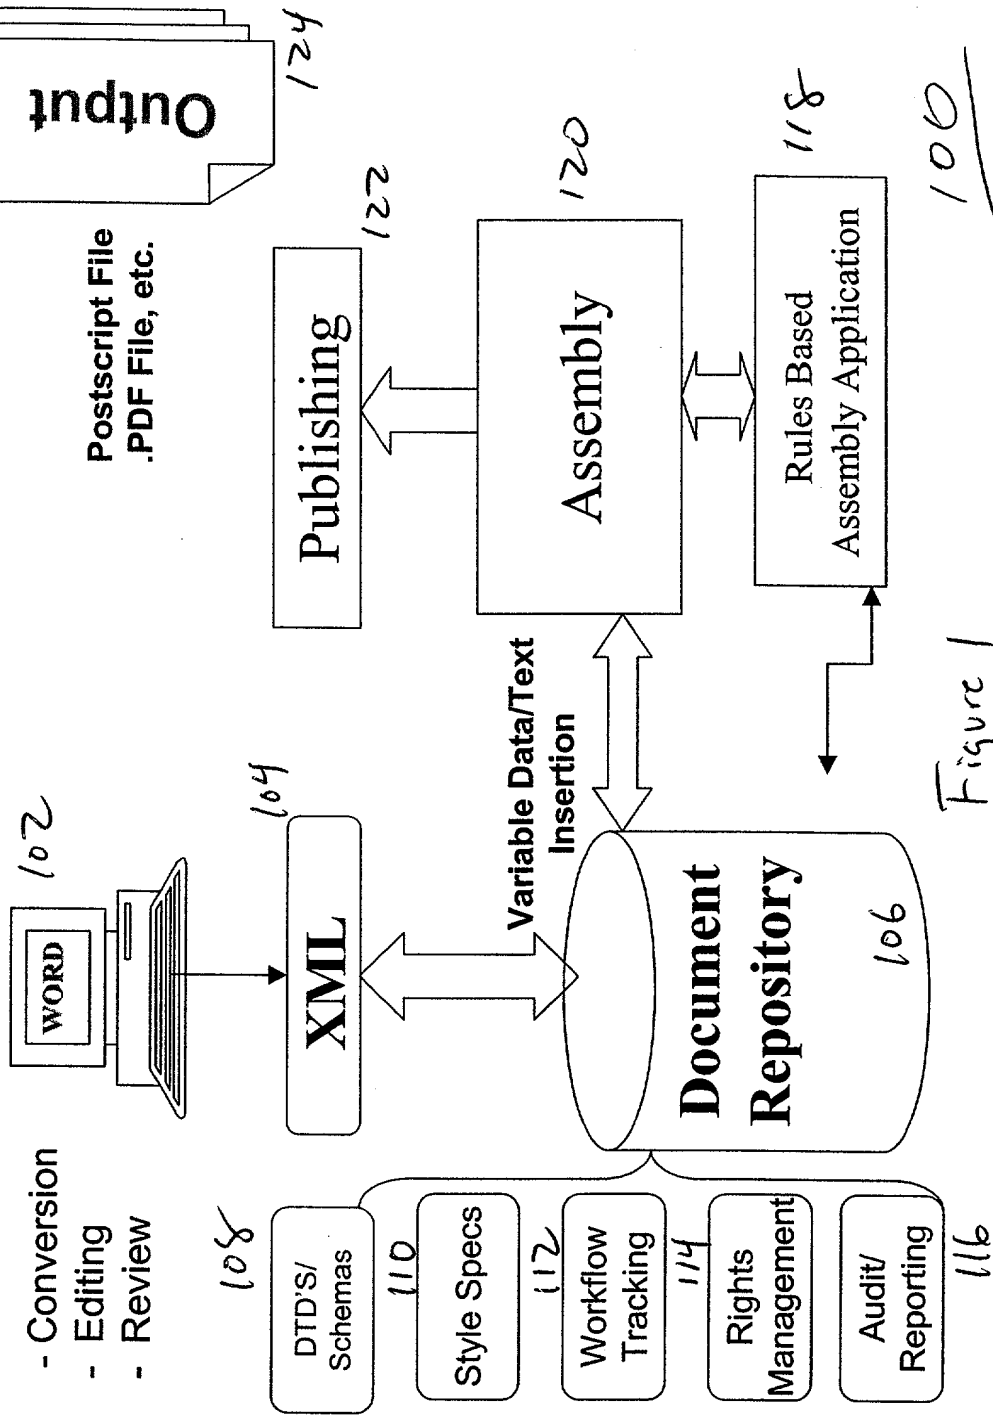 - Conversion
- Editing
- Review
WORD
102
Postscript File
.PDF File, etc.
Output
124
108
DTD'S/
Schemas
XML
104
Publishing
122
110
Style Specs
112
Workflow
Tracking
114
Rights
Management
Audit/
Reporting
116
Variable Data/Text
Insertion
Document
Repository
106
Assembly
120
Rules Based
Assembly Application
118
Figure 1
100